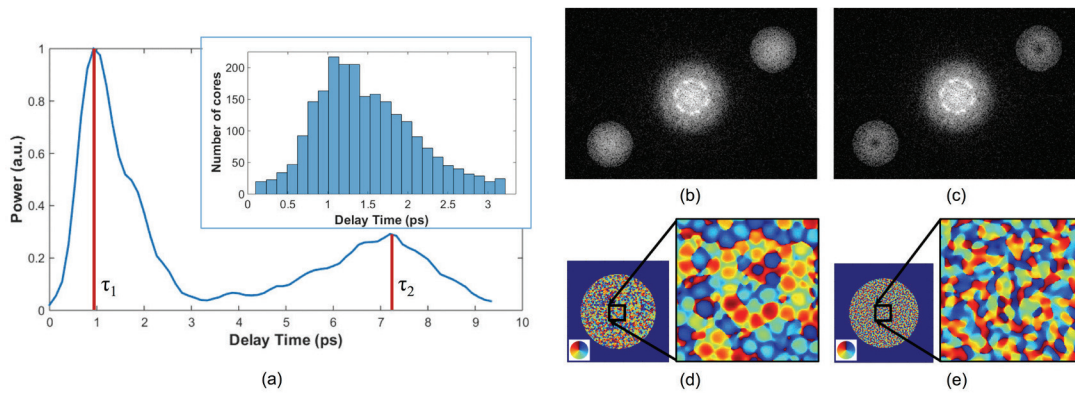 (a)
1
0.8
0.6
0.4
0.2
0
Power (a.u.)
0 1 2 3 4 5 6 7 8 9 10
Delay Time (ps)
τ1
τ2
200
150
100
50
0
Number of cores
0 0.5 1 1.5 2 2.5 3
Delay Time (ps)
(b)
(c)
(d)
(e)